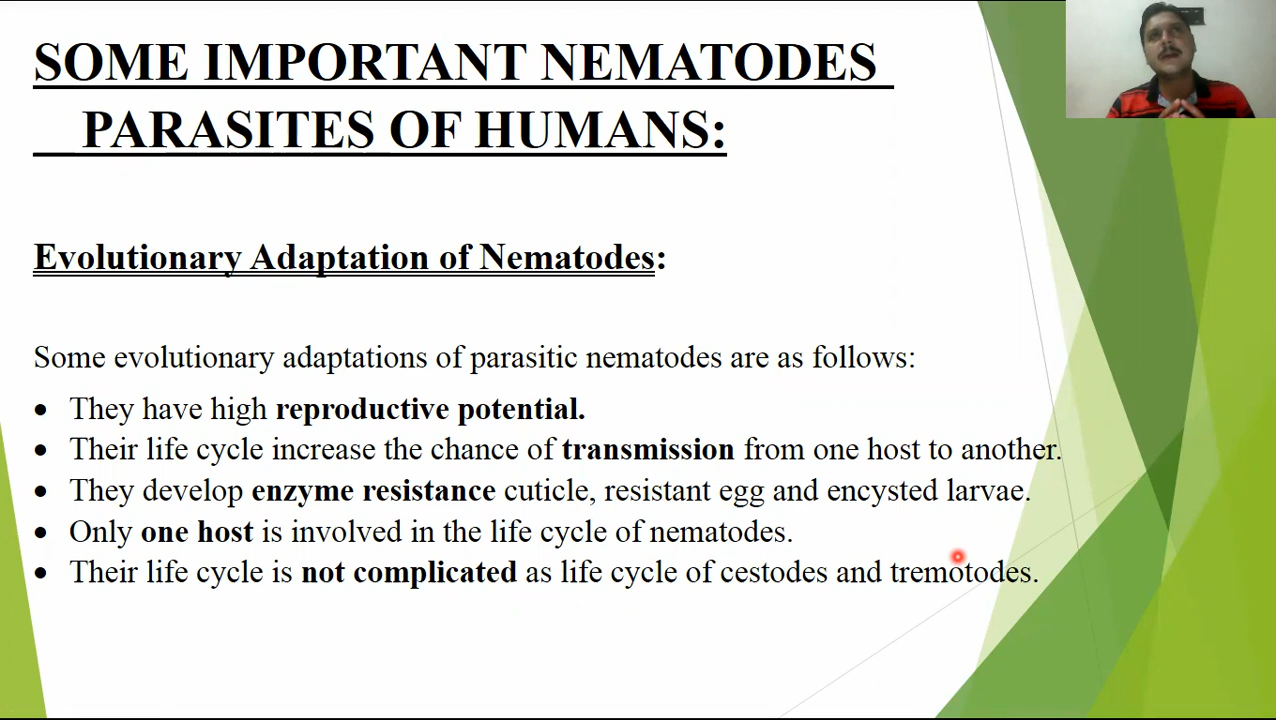 SOME IMPORTANT NEMATODES
PARASITES OF HUMANS:
Evolutionary Adaptation of Nematodes:
Some evolutionary adaptations of parasitic nematodes are as follows:
• They have high reproductive potential.
• Their life cycle increase the chance of transmission from one host to another.
• They develop enzyme resistance cuticle, resistant egg and encysted larvae.
• Only one host is involved in the life cycle of nematodes.
• Their life cycle is not complicated as life cycle of cestodes and tremotodes.